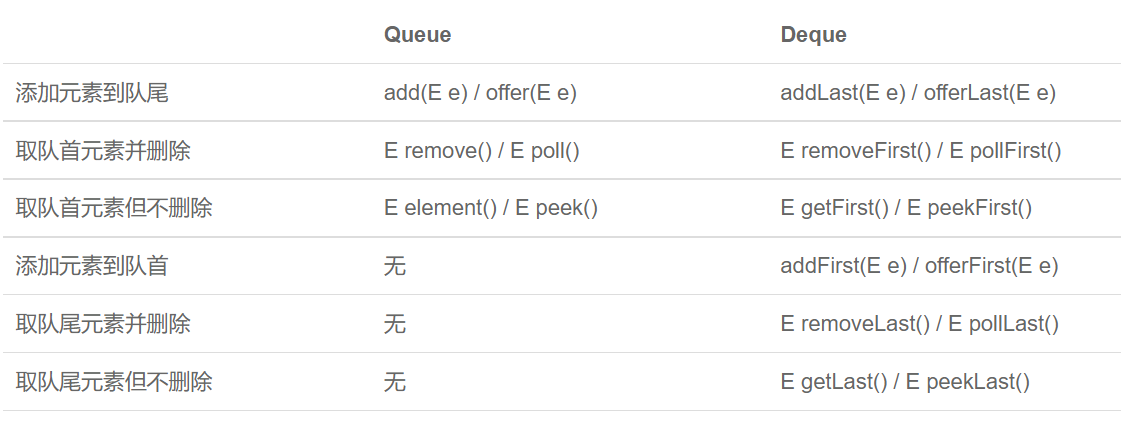 Queue Deque
添加元素到队尾 add(E e) / offer(E e) addLast(E e) / offerLast(E e)
取队首元素并删除 E remove() / E poll() E removeFirst() / E pollFirst()
取队首元素但不删除 E element() / E peek() E getFirst() / E peekFirst()
添加元素到队首 无 addFirst(E e) / offerFirst(E e)
取队尾元素并删除 无 E removeLast() / E pollLast()
取队尾元素但不删除 无 E getLast() / E peekLast()